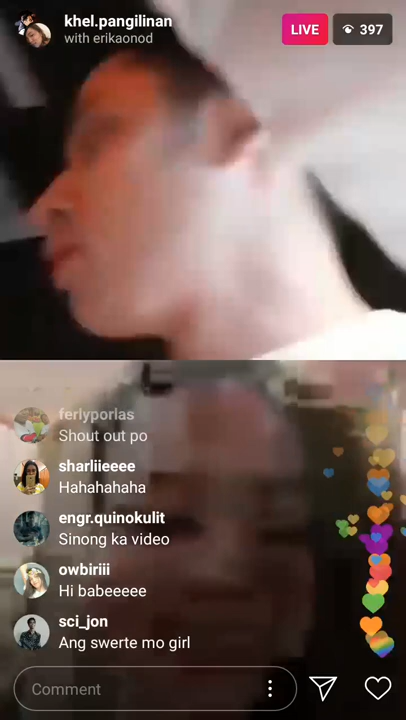 khel.pangilinan
with erikaonod
LIVE
397
ferlyporlas
Shout out po
sharliieeee
Hahahahaha
engr.quinokulit
Sinong ka video
owbiriii
Hi babeeeee
sci_jon
Ang swerte mo girl
Comment